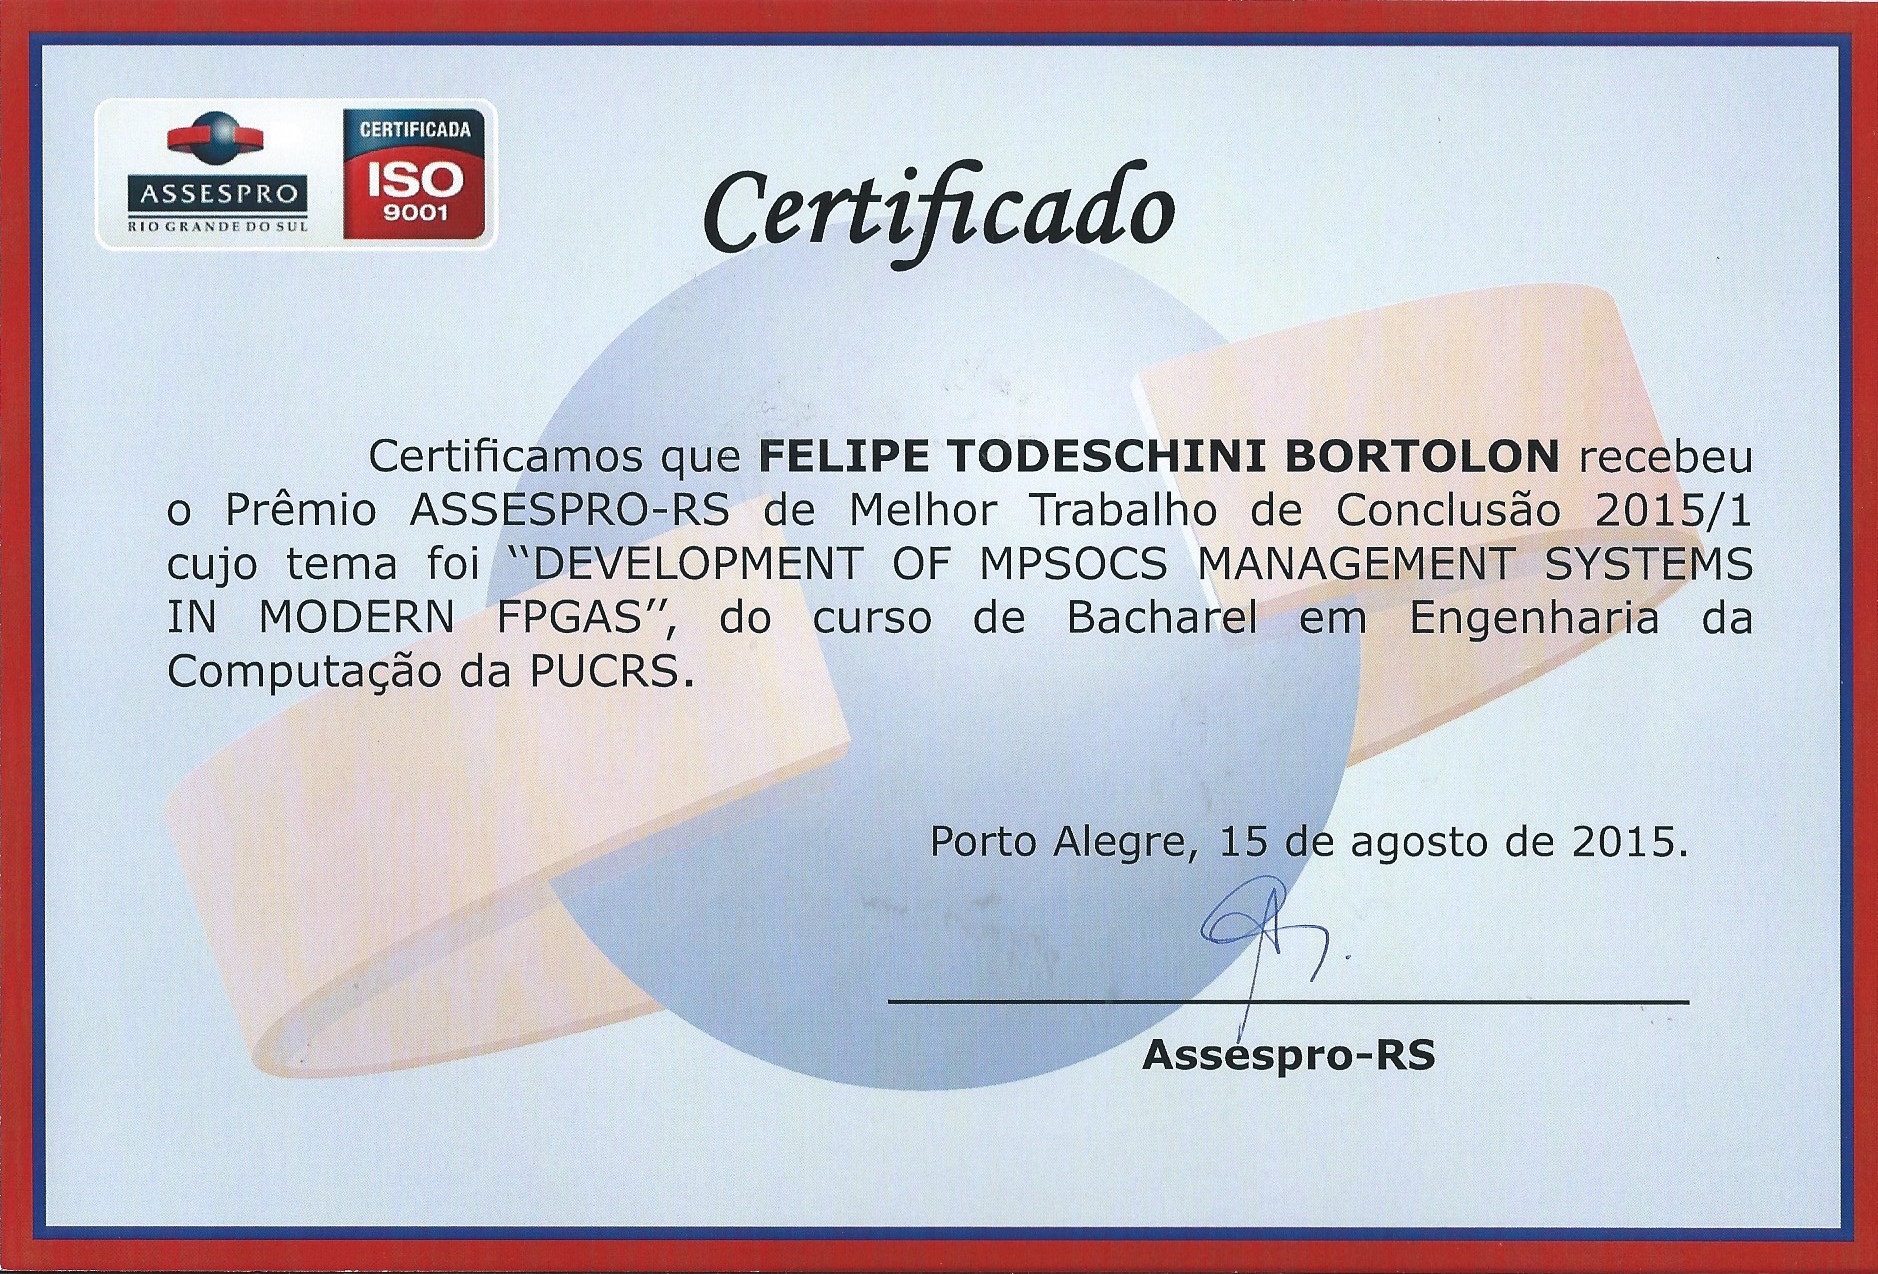 ASSESPRO
RIO GRANDE DO SUL
CERTIFICADA
ISO
9001
Certificado
Certificamos que FELIPE TODESCHINI BORTOLON recebeu
o Prêmio ASSESPRO-RS de Melhor Trabalho de Conclusão 2015/1
cujo tema foi “DEVELOPMENT OF MPSOCS MANAGEMENT SYSTEMS
IN MODERN FPGAS”, do curso de Bacharel em Engenharia da
Computação da PUCRS.
Porto Alegre, 15 de agosto de 2015.
Assespro-RS